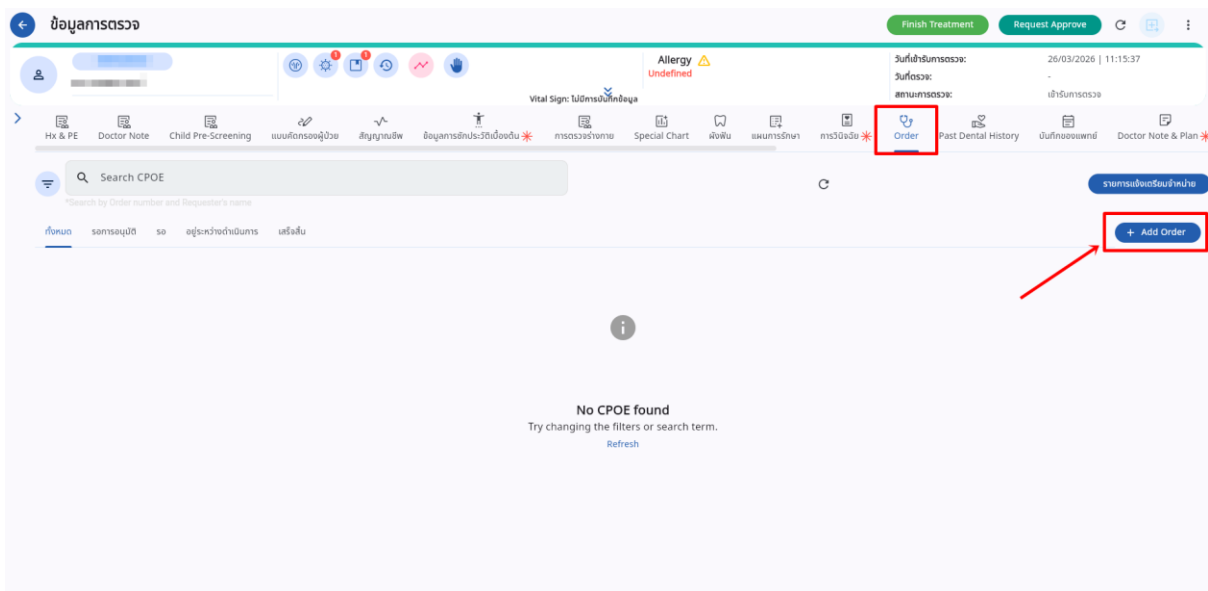 ข้อมูลการตรวจ
Finish Treatment
Request Approve
1
1
Allergy
Undefined
วันที่เข้ารับการตรวจ: 26/03/2026 | 11:15:37
วันที่ตรวจ: -
สถานะการตรวจ: เข้ารับการตรวจ
Vital Sign: ไม่มีการบันทึกข้อมูล
Hx & PE
Doctor Note
Child Pre-Screening
แบบคัดกรองผู้ป่วย
สัญญาณชีพ
ข้อมูลการซักประวัติเบื้องต้น
การตรวจร่างกาย
Special Chart
ผังฟัน
แผนการรักษา
การวินิจฉัย
Order
Past Dental History
บันทึกของแพทย์
Doctor Note & Plan
Search CPOE
*Search by Order number and Requester's name
รายการแจ้งเตรียมจำหน่าย
ทั้งหมด
รอการอนุมัติ
รอ
อยู่ระหว่างดำเนินการ
เสร็จสิ้น
+ Add Order
No CPOE found
Try changing the filters or search term.
Refresh